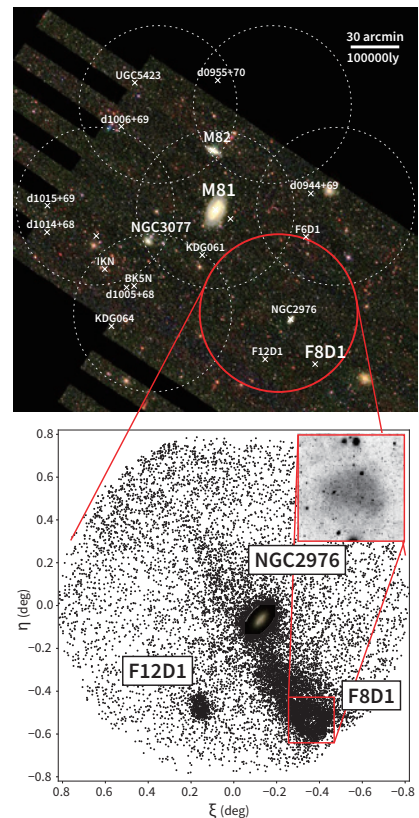 30 arcmin
100000ly
UGC5423
d0955+70
d1006+69
M82
d1015+69
M81
d0944+69
d1014+68
NGC3077
F6D1
KDG061
IKN
BK5N
d1005+68
NGC2976
KDG064
F12D1
F8D1
0.8
0.6
0.4
0.2
0.0
−0.2
−0.4
−0.6
−0.8
η (deg)
NGC2976
F12D1
F8D1
0.8 0.6 0.4 0.2 0.0 −0.2 −0.4 −0.6 −0.8
ξ (deg)